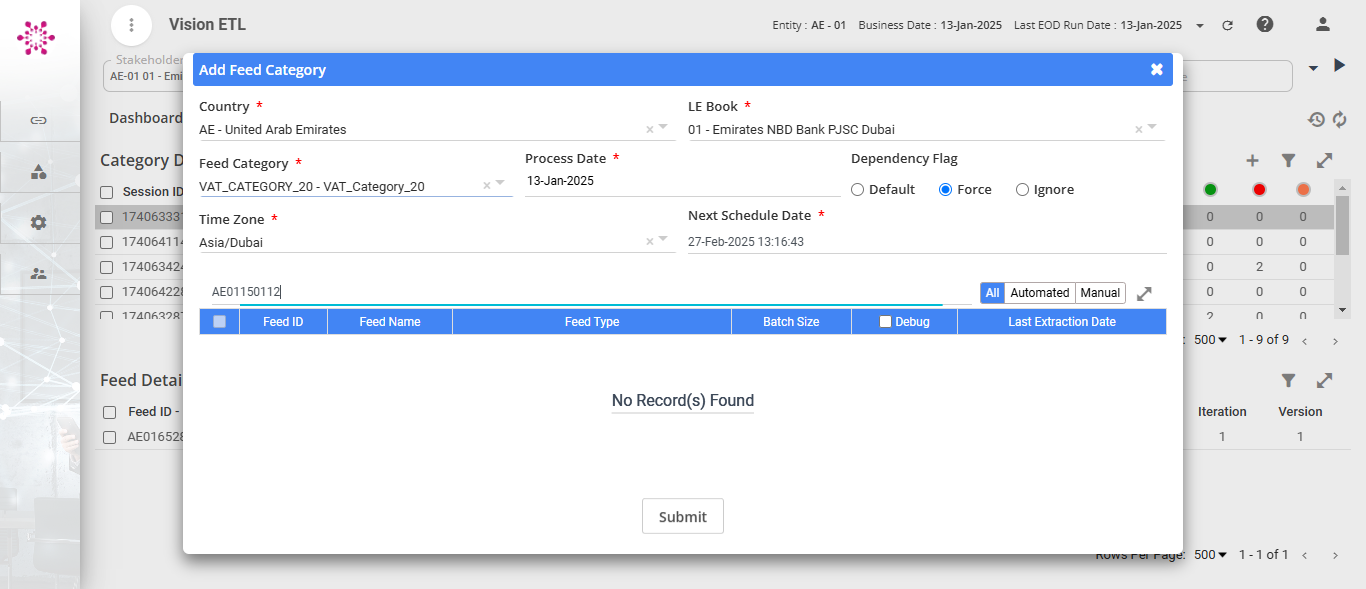 Vision ETL
Entity : AE - 01 Business Date : 13-Jan-2025 Last EOD Run Date : 13-Jan-2025
Stakeholder
AE-01 01 - Emi
Dashboard
Category D
Session ID
Add Feed Category
Country *
AE - United Arab Emirates
LE Book *
01 - Emirates NBD Bank PJSC Dubai
Feed Category *
VAT_CATEGORY_20 - VAT_Category_20
Process Date *
13-Jan-2025
Dependency Flag
Default Force Ignore
Time Zone *
Asia/Dubai
Next Schedule Date *
27-Feb-2025 13:16:43
AE01150112
All Automated Manual
Feed ID Feed Name Feed Type Batch Size Debug Last Extraction Date
No Record(s) Found
Submit
1740633
1740641
17406342
17406422
0 0 0
0 0 0
0 2 0
0 0 0
2 0 0
500 1 - 9 of 9
Feed Detai
Feed ID -
AE01652
Iteration Version
1 1
Rows Per Page: 500 1 - 1 of 1